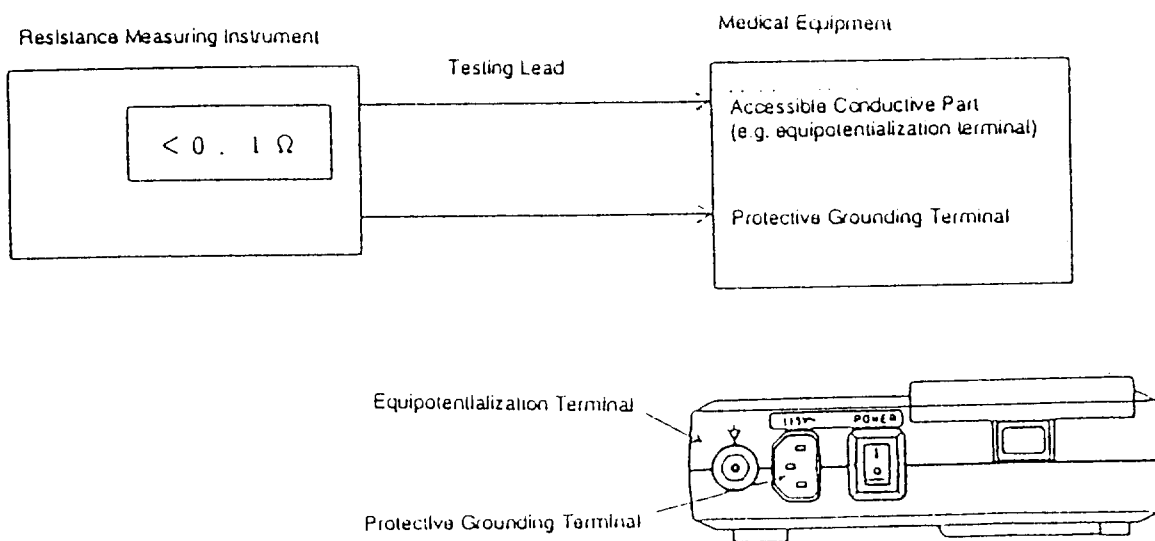 Medical Equipment
Resistance Measuring Instrument
Testing Lead
Accessible Conductive Part
(e.g. equipotentialization terminal)
< 0 . 1 Ω
Protective Grounding Terminal
Equipotentialization Terminal
115V~ POWER
I
O
Protective Grounding Terminal